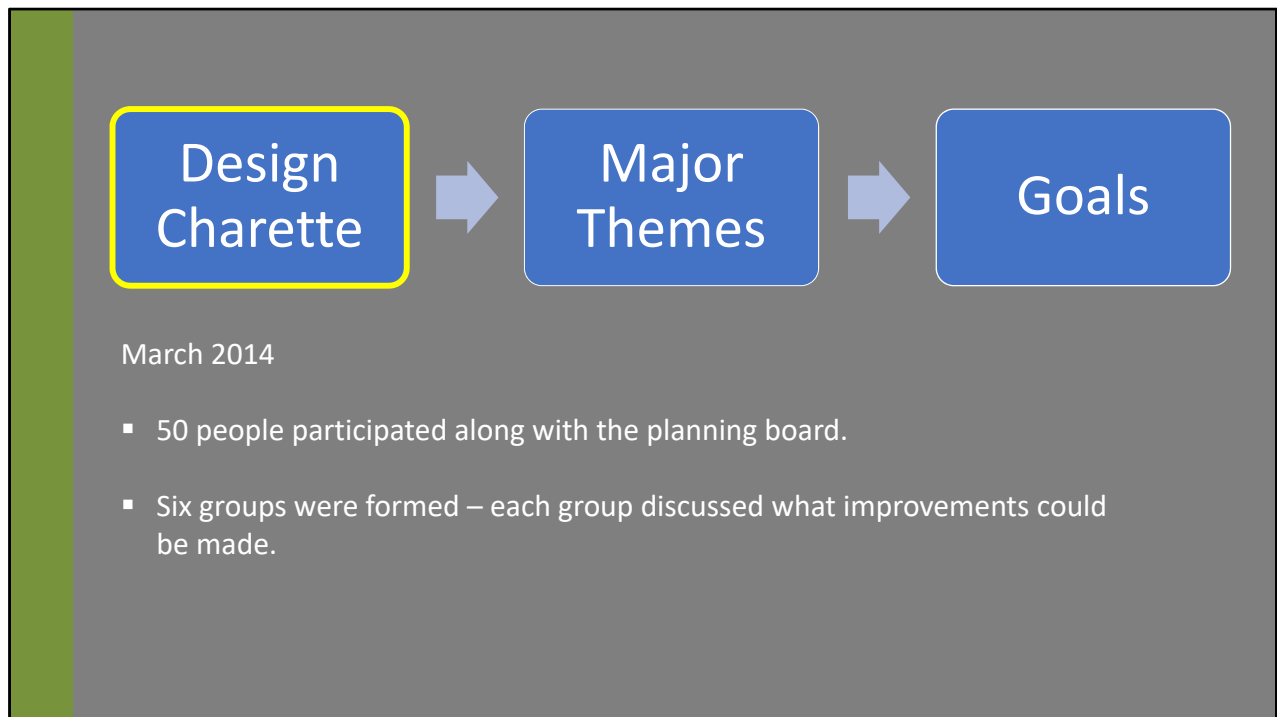 Design
Charette
Major
Themes
Goals
March 2014
▪ 50 people participated along with the planning board.
▪ Six groups were formed – each group discussed what improvements could
be made.